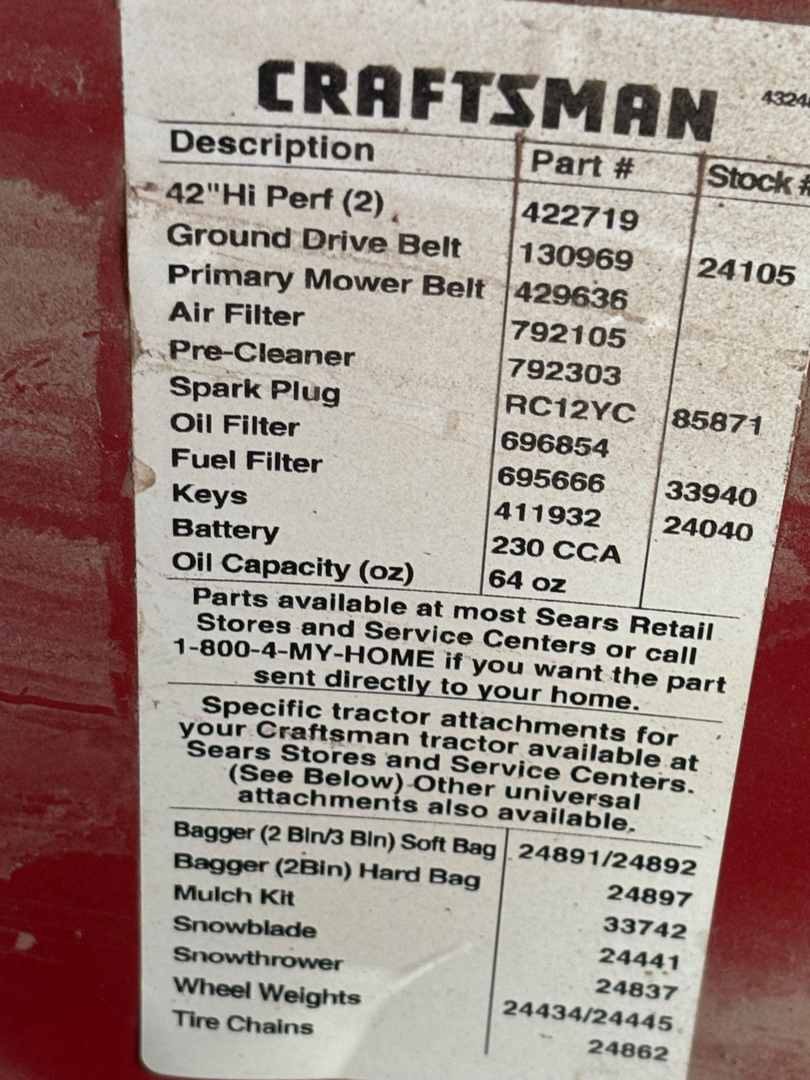 CRAFTSMAN
Description Part # Stock #
42"Hi Perf (2) 422719
Ground Drive Belt 130969 24105
Primary Mower Belt 429636
Air Filter 792105
Pre-Cleaner 792303
Spark Plug RC12YC 85871
Oil Filter 696854
Fuel Filter 695666 33940
Keys 411932 24040
Battery 230 CCA
Oil Capacity (oz) 64 oz
Parts available at most Sears Retail
Stores and Service Centers or call
1-800-4-MY-HOME if you want the part
sent directly to your home.
Specific tractor attachments for
your Craftsman tractor available at
Sears Stores and Service Centers.
(See Below) Other universal
attachments also available.
Bagger (2 Bin/3 Bin) Soft Bag 24891/24892
Bagger (2Bin) Hard Bag 24897
Mulch Kit 33742
Snowblade 24441
Snowthrower 24837
Wheel Weights 24434/24445
Tire Chains 24862